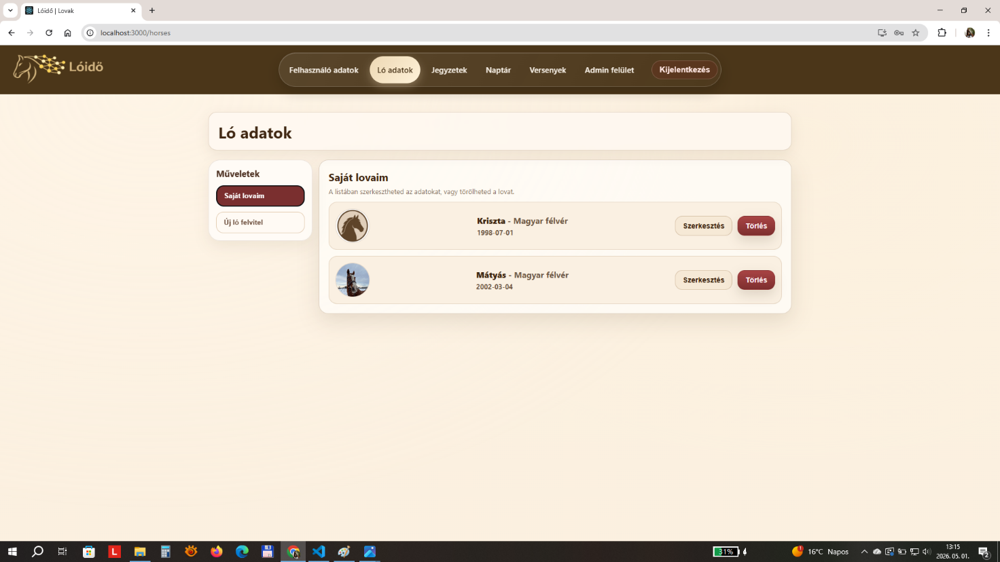 Lóidő | Lovak
localhost:3000/horses
Lóidő
Felhasználó adatok
Ló adatok
Jegyzetek
Naptár
Versenyek
Admin felület
Kijelentkezés
Ló adatok
Műveletek
Saját lovaim
Új ló felvitel
Saját lovaim
A listában szerkesztheted az adatokat, vagy törölheted a lovat.
Kriszta - Magyar félvér
1998-07-01
Szerkesztés
Törlés
Mátyás - Magyar félvér
2002-03-04
Szerkesztés
Törlés
L
31%
1
16°C Napos
13:15
2026. 05. 01.
2